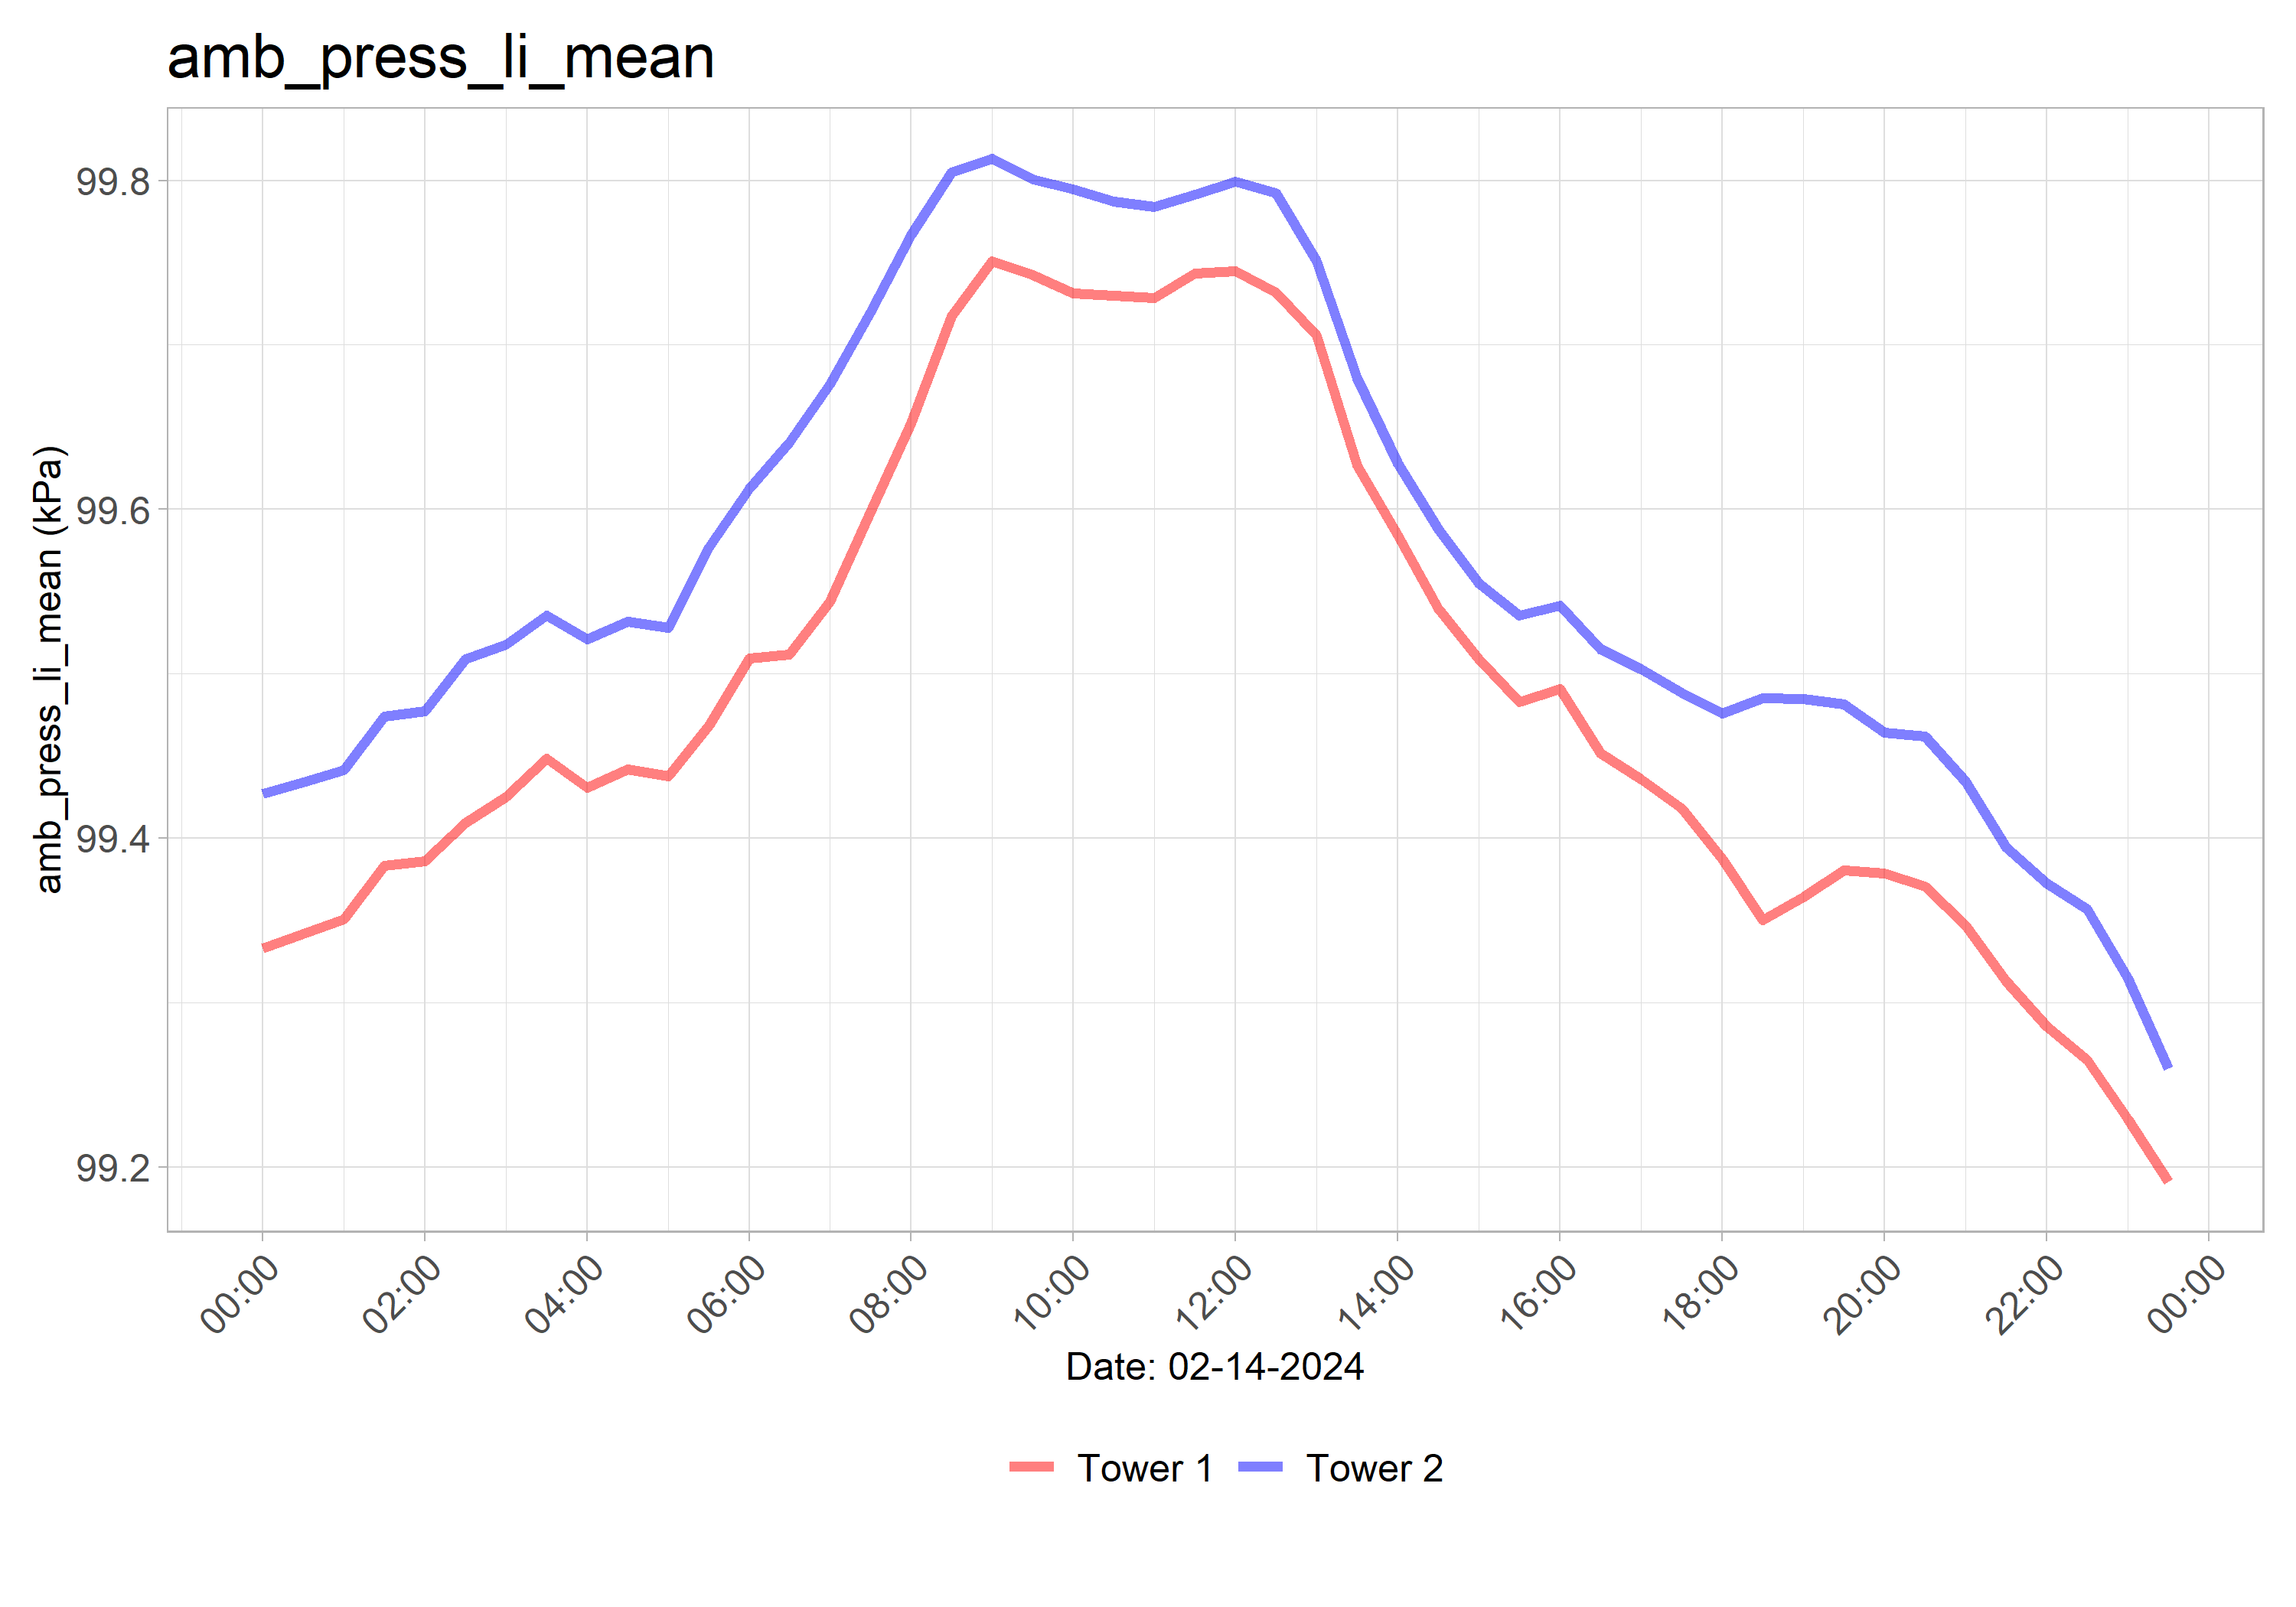 amb_press_li_mean
amb_press_li_mean (kPa)
99.8
99.6
99.4
99.2
00:00 02:00 04:00 06:00 08:00 10:00 12:00 14:00 16:00 18:00 20:00 22:00 00:00
Date: 02-14-2024
Tower 1 Tower 2